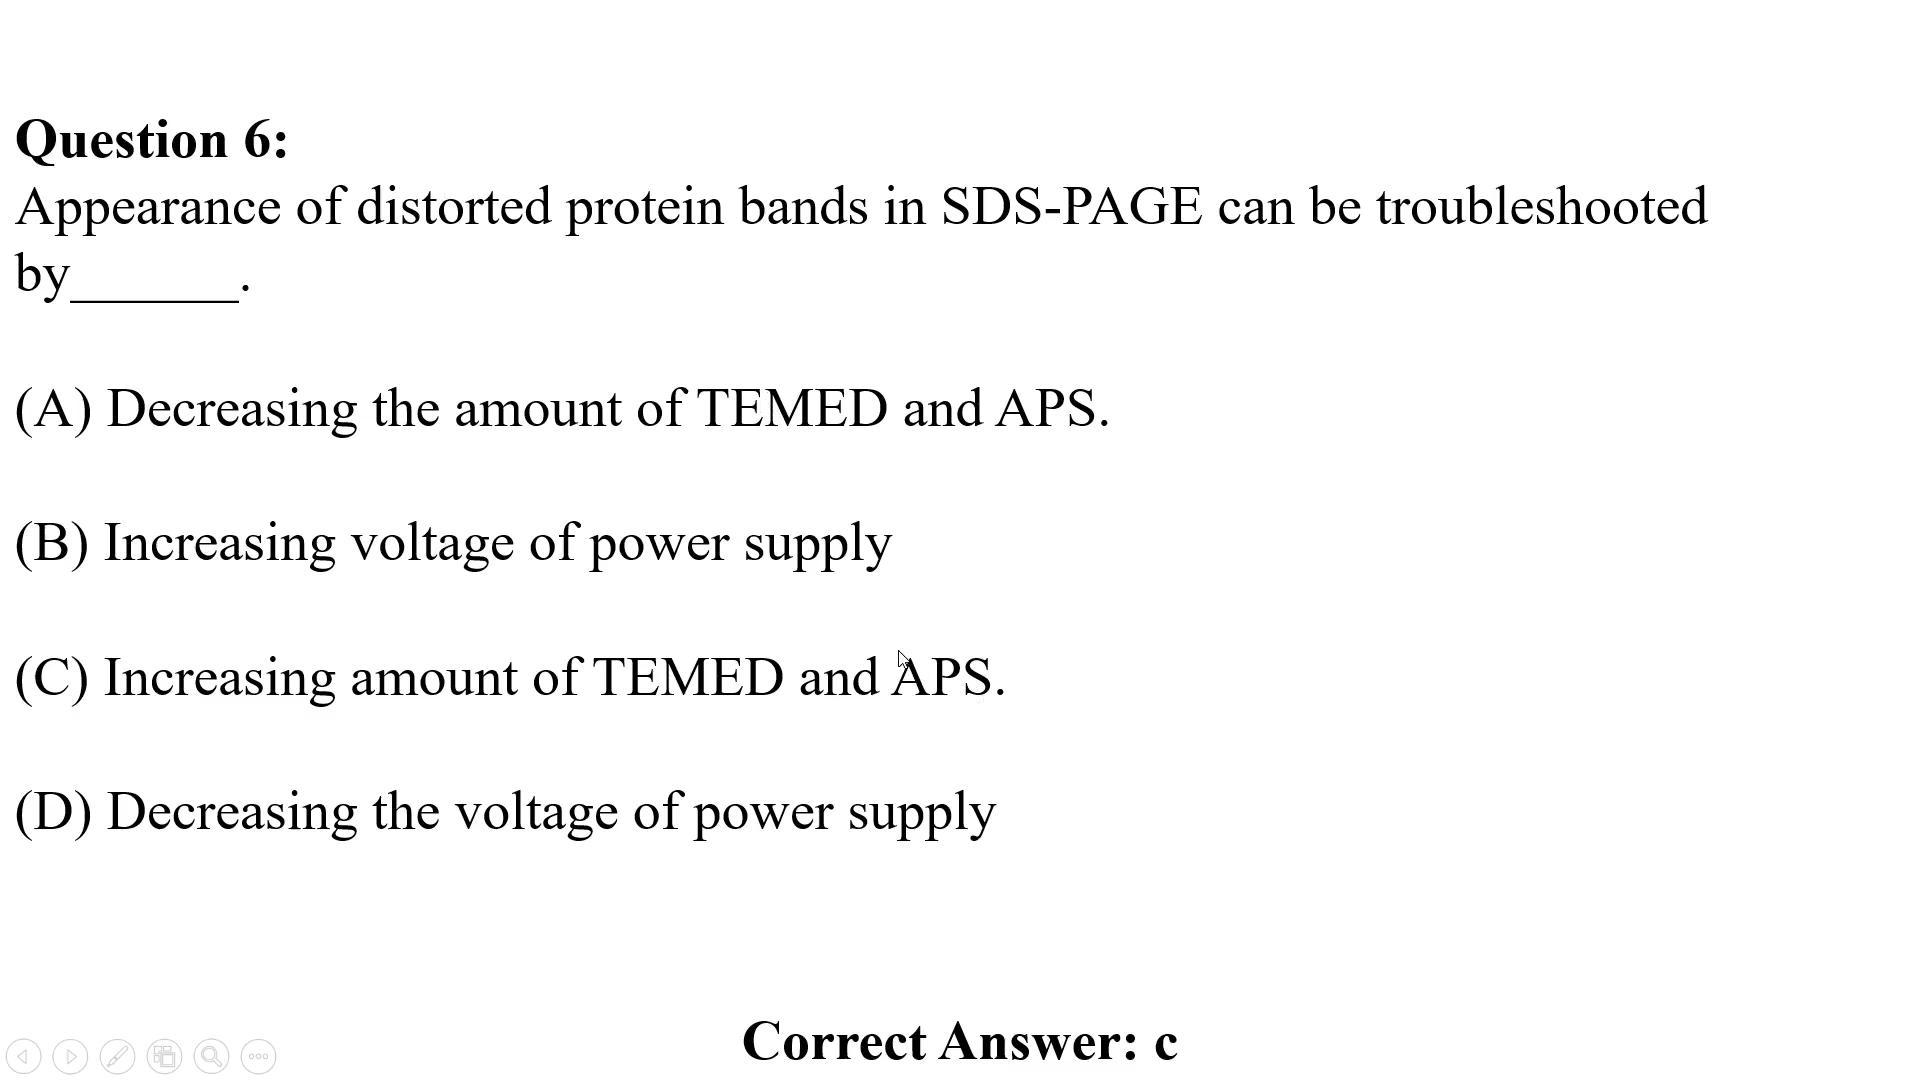 Question 6:
Appearance of distorted protein bands in SDS-PAGE can be troubleshooted
by______.
(A) Decreasing the amount of TEMED and APS.
(B) Increasing voltage of power supply
(C) Increasing amount of TEMED and APS.
(D) Decreasing the voltage of power supply
Correct Answer: c